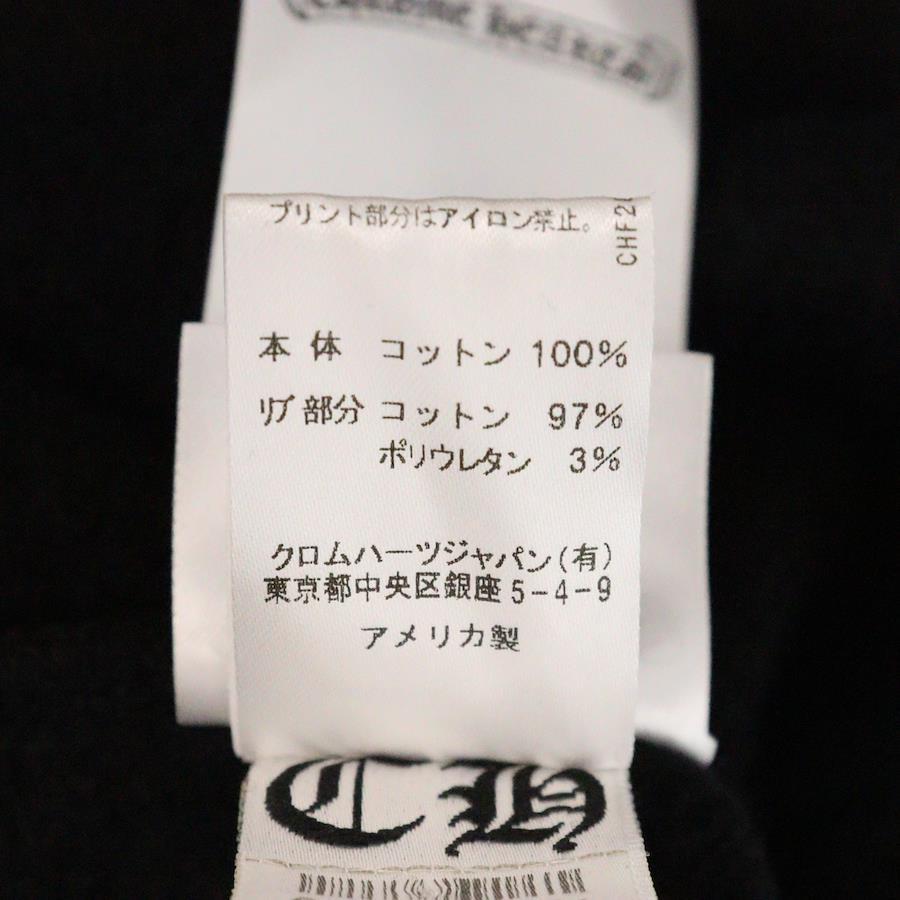 プリント部分はアイロン禁止。
CHF2
本体 コットン 100%
リブ部分 コットン 97%
ポリウレタン 3%
クロムハーツジャパン(有)
東京都中央区銀座5-4-9
アメリカ製
CH